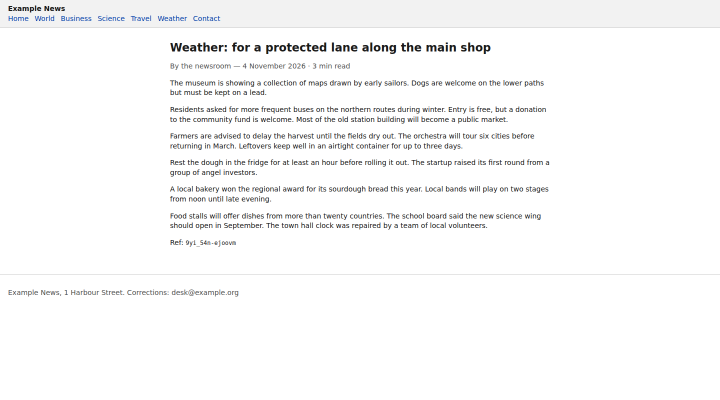 Example News
Home World Business Science Travel Weather Contact
Weather: for a protected lane along the main shop
By the newsroom — 4 November 2026 · 3 min read
The museum is showing a collection of maps drawn by early sailors. Dogs are welcome on the lower paths
but must be kept on a lead.
Residents asked for more frequent buses on the northern routes during winter. Entry is free, but a donation
to the community fund is welcome. Most of the old station building will become a public market.
Farmers are advised to delay the harvest until the fields dry out. The orchestra will tour six cities before
returning in March. Leftovers keep well in an airtight container for up to three days.
Rest the dough in the fridge for at least an hour before rolling it out. The startup raised its first round from a
group of angel investors.
A local bakery won the regional award for its sourdough bread this year. Local bands will play on two stages
from noon until late evening.
Food stalls will offer dishes from more than twenty countries. The school board said the new science wing
should open in September. The town hall clock was repaired by a team of local volunteers.
Ref: 9yi_54n-ejoovm
Example News, 1 Harbour Street. Corrections: desk@example.org